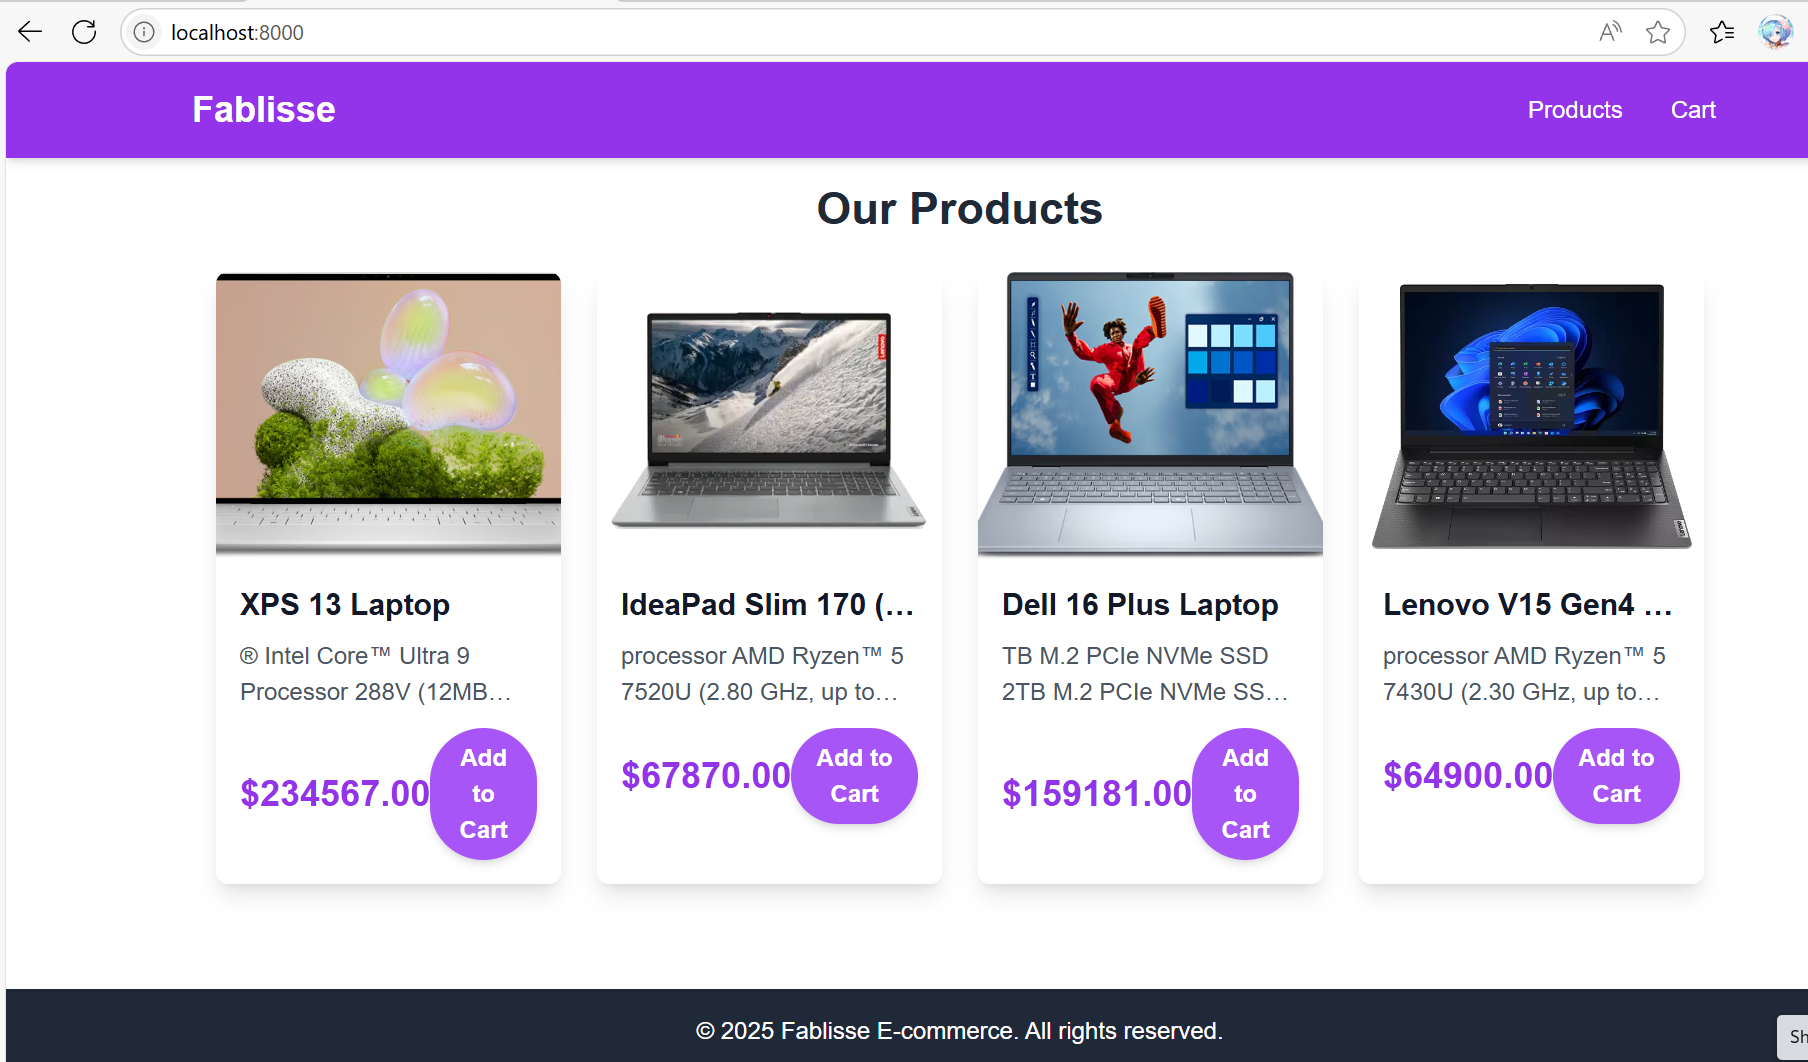 localhost:8000
Fablisse
Products
Cart
Our Products
XPS 13 Laptop
® Intel Core™ Ultra 9
Processor 288V (12MB…
$234567.00
Add
to
Cart
IdeaPad Slim 170 (…
processor AMD Ryzen™ 5
7520U (2.80 GHz, up to…
$67870.00
Add to
Cart
Dell 16 Plus Laptop
TB M.2 PCIe NVMe SSD
2TB M.2 PCIe NVMe SS…
$159181.00
Add
to
Cart
Lenovo V15 Gen4 …
processor AMD Ryzen™ 5
7430U (2.30 GHz, up to…
$64900.00
Add to
Cart
© 2025 Fablisse E-commerce. All rights reserved.
Sh